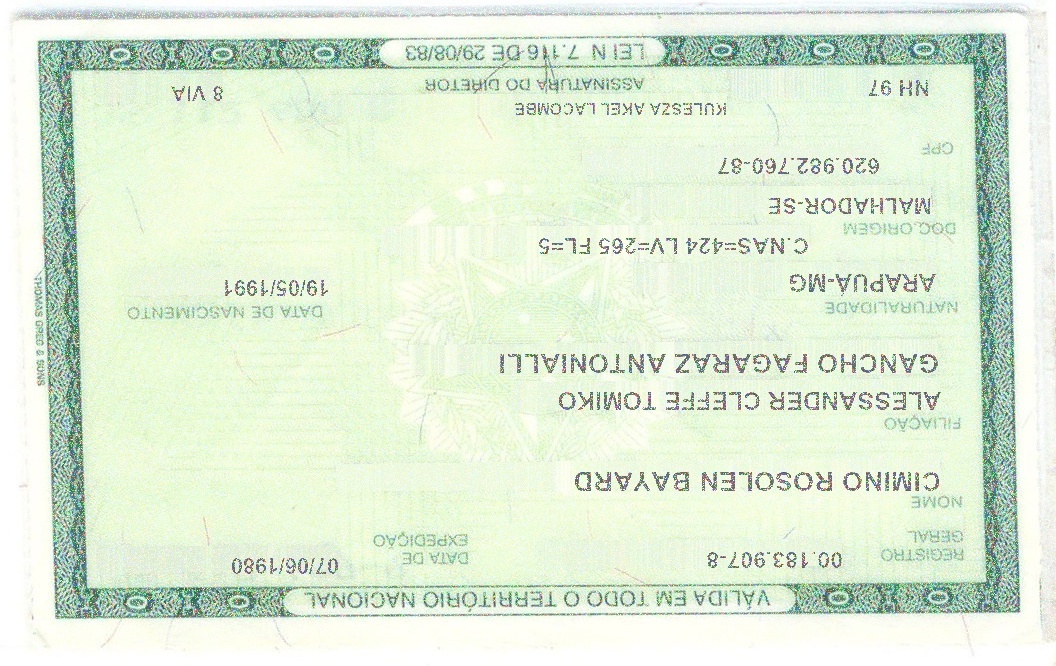 VÁLIDA EM TODO O TERRITÓRIO NACIONAL
REGISTRO GERAL 00.183.907-8 DATA DE EXPEDIÇÃO 07/06/1980
NOME
CIMINO ROSOLEN BAYARD
FILIAÇÃO
ALESSANDER CLEFFE TOMIKO
GANCHO FAGARAZ ANTONIALLI
NATURALIDADE DATA DE NASCIMENTO
ARAPUA-MG 19/05/1991
C.NAS=424 LV=265 FL=5
DOC.ORIGEM
MALHADOR-SE
620.982.760-87
CPF
KULESZA AKEL LACOMBE
NH 97 ASSINATURA DO DIRETOR 8 VIA
LEI N 7.116 DE 29/08/83
THOMAS GREG & SONS